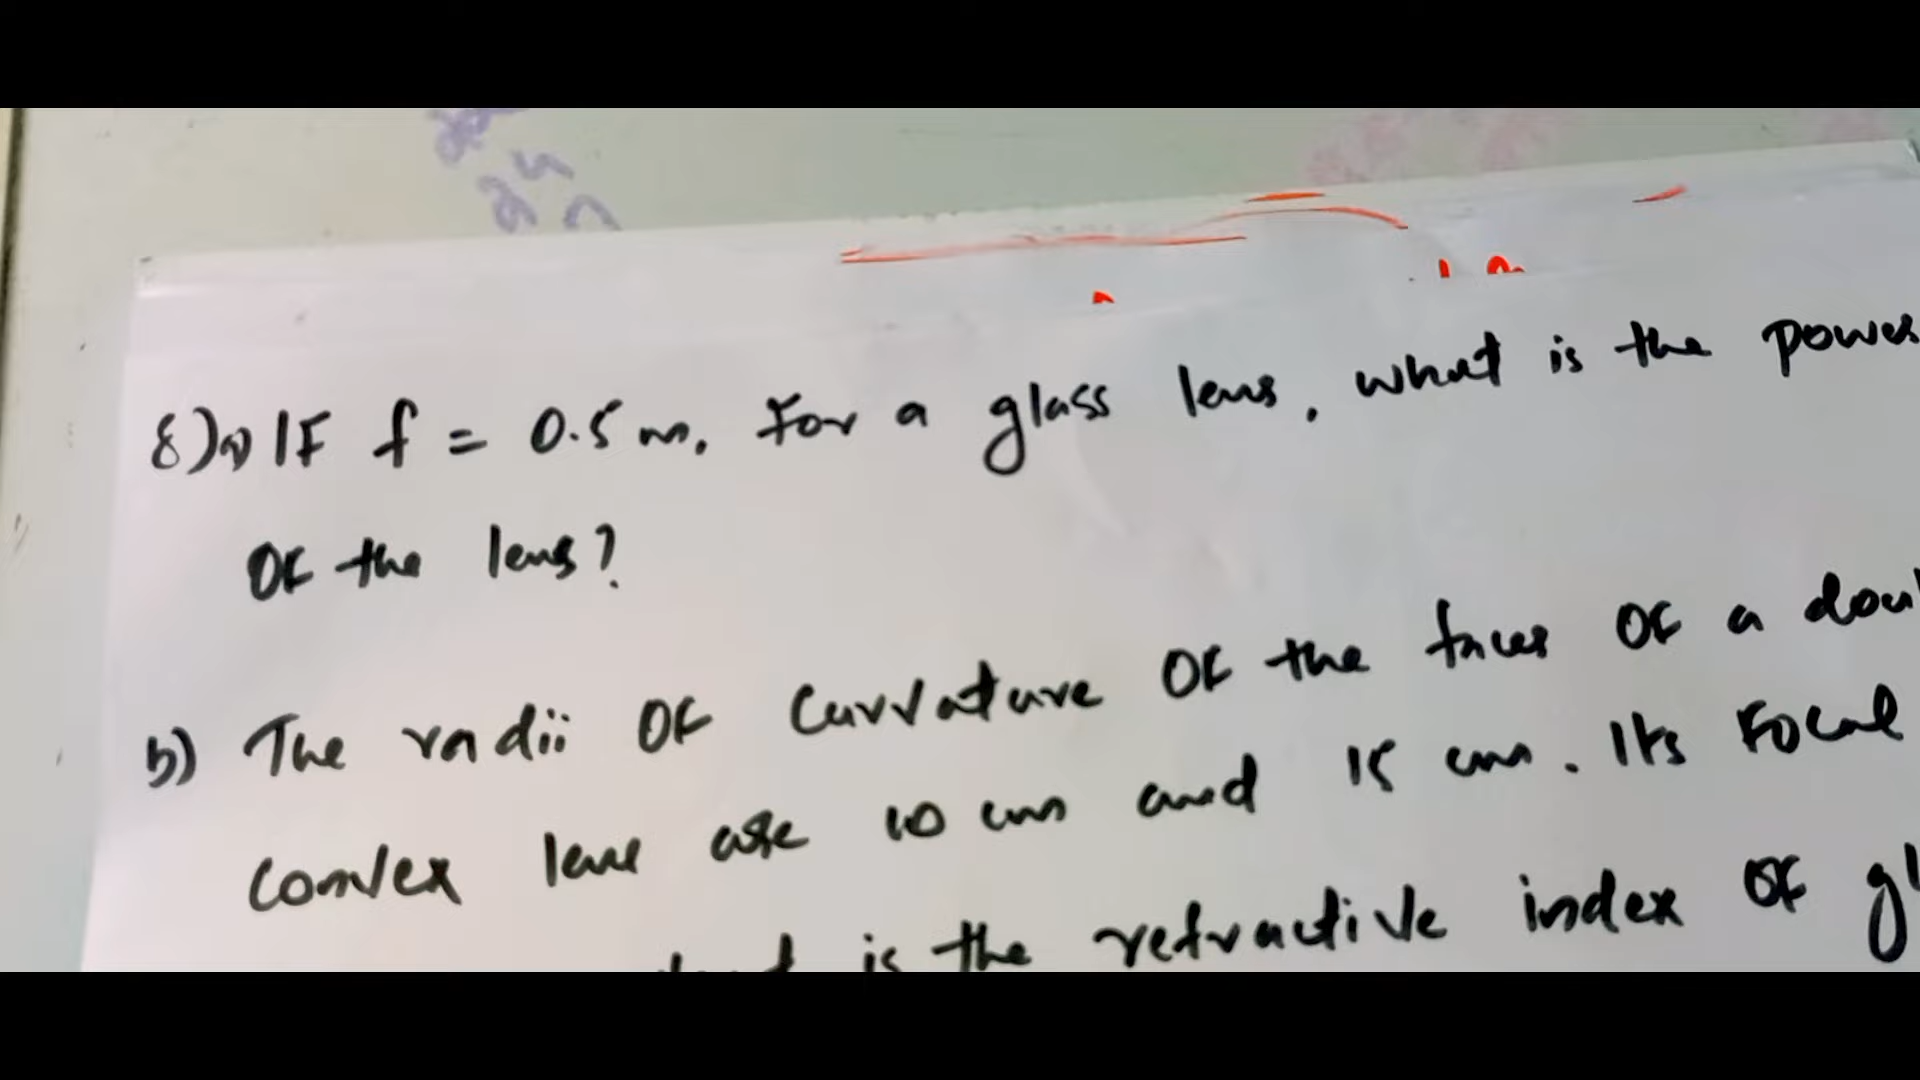 8)a) IF f = 0.5 m. For a glass lens, what is the power
OF the lens?
b) The radii OF Curvature OF the faces OF a
convex lens are 10 cm and 15 cm. Its Focal
is the refractive index OF